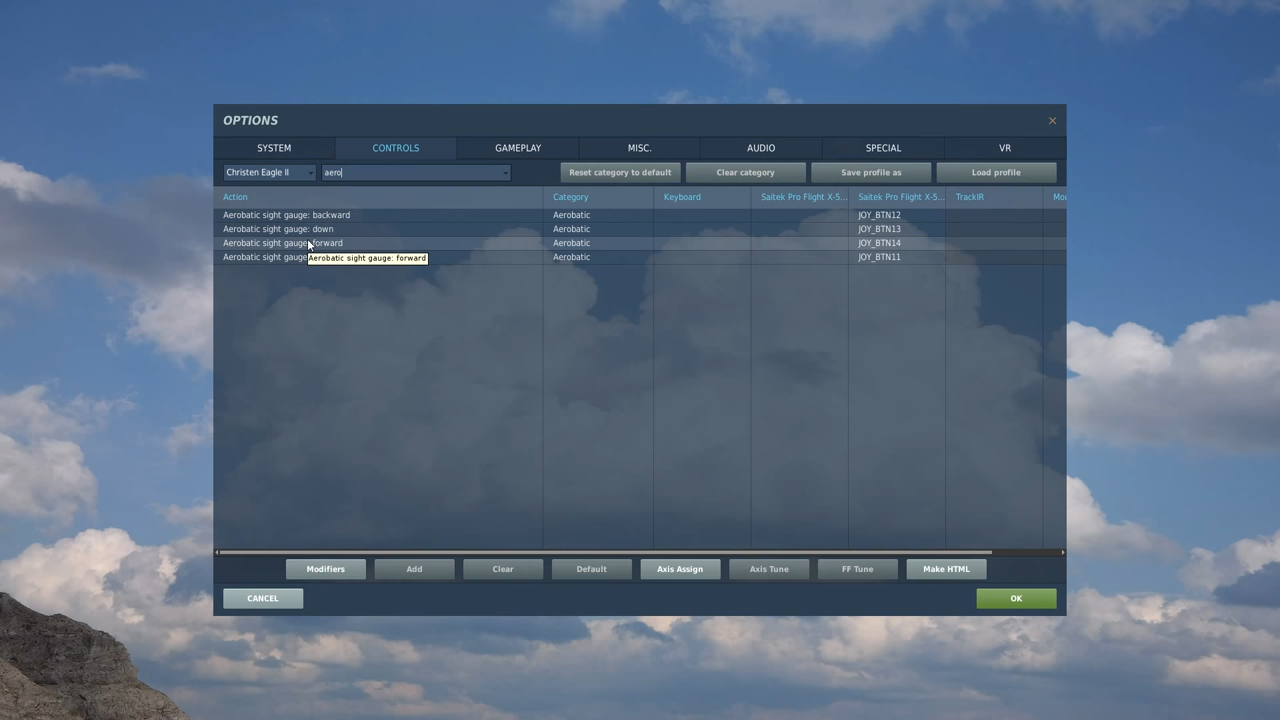 OPTIONS
×
SYSTEM CONTROLS GAMEPLAY MISC. AUDIO SPECIAL VR
Christen Eagle II aero Reset category to default Clear category Save profile as Load profile
Action Category Keyboard Saitek Pro Flight X-5... Saitek Pro Flight X-5... TrackIR Mou
Aerobatic sight gauge: backward Aerobatic JOY_BTN12
Aerobatic sight gauge: down Aerobatic JOY_BTN13
Aerobatic sight gauge: forward Aerobatic JOY_BTN14
Aerobatic sight gauge Aerobatic JOY_BTN11
Aerobatic sight gauge: forward
Modifiers Add Clear Default Axis Assign Axis Tune FF Tune Make HTML
CANCEL OK